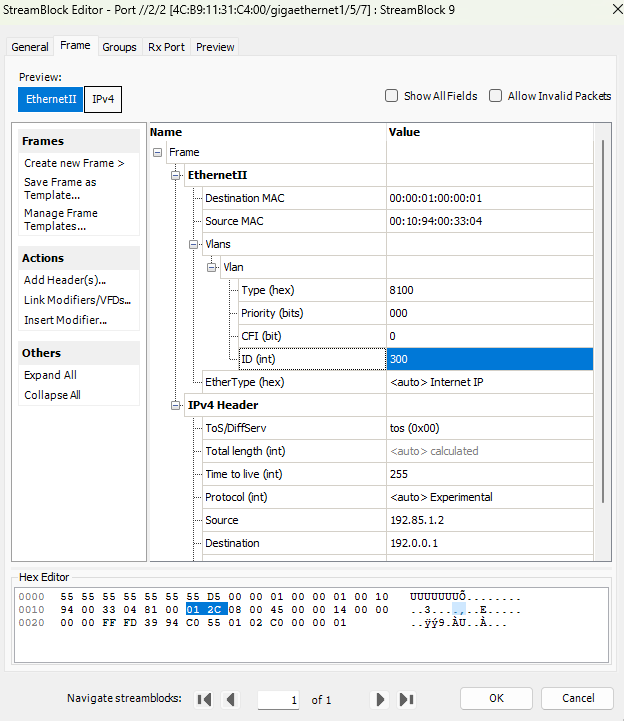 StreamBlock Editor - Port //2/2 [4C:B9:11:31:C4:00/gigaethernet1/5/7] : StreamBlock 9
General Frame Groups Rx Port Preview
Preview:
EthernetII IPv4
Show All Fields Allow Invalid Packets
Frames
Create new Frame >
Save Frame as
Template...
Manage Frame
Templates...
Actions
Add Header(s)...
Link Modifiers/VFDs...
Insert Modifier...
Others
Expand All
Collapse All
Name Value
Frame
EthernetII
Destination MAC 00:00:01:00:00:01
Source MAC 00:10:94:00:33:04
Vlans
Vlan
Type (hex) 8100
Priority (bits) 000
CFI (bit) 0
ID (int) 300
EtherType (hex) <auto> Internet IP
IPv4 Header
ToS/DiffServ tos (0x00)
Total length (int) <auto> calculated
Time to live (int) 255
Protocol (int) <auto> Experimental
Source 192.85.1.2
Destination 192.0.0.1
Hex Editor
0000 55 55 55 55 55 55 55 D5 00 00 01 00 00 01 00 10 UUUUUUUÕ........
0010 94 00 33 04 81 00 01 2C 08 00 45 00 00 14 00 00 ..3....,..E.....
0020 00 00 FF FD 39 94 C0 55 01 02 C0 00 00 01 ..ÿý9.ÀU..À...
Navigate streamblocks: 1 of 1 OK Cancel